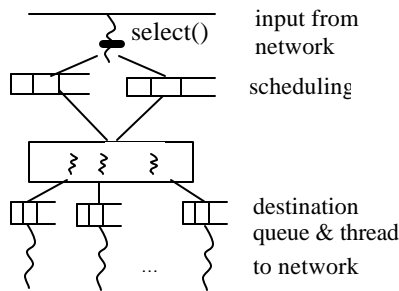 input from
select()
network
scheduling
destination
queue & thread
...
to network